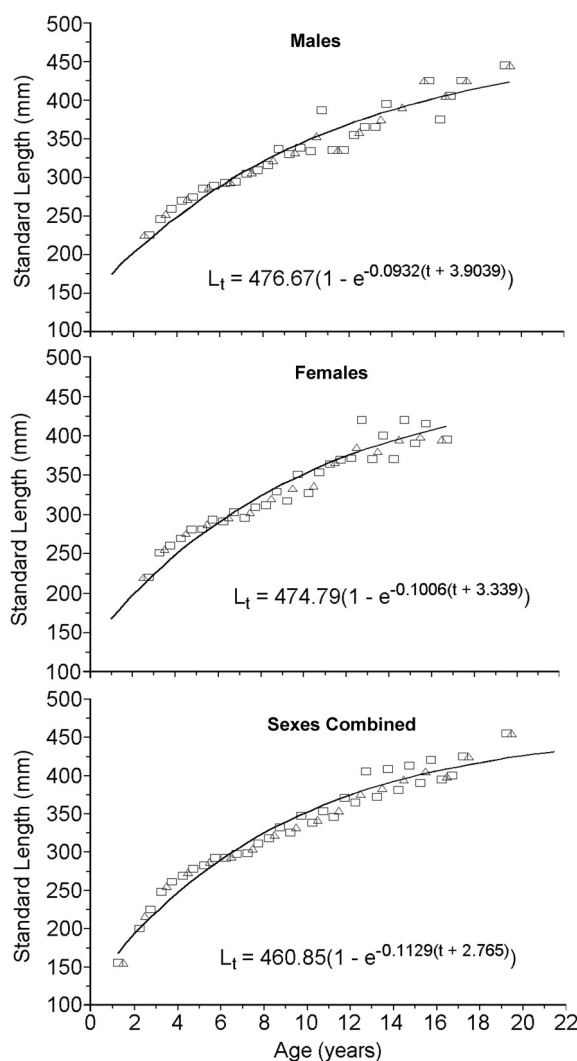 Males
Standard Length (mm)
500
450
400
350
300
250
200
150
100
Lt = 476.67(1 - e-0.0932(t + 3.9039))
Females
Standard Length (mm)
500
450
400
350
300
250
200
150
100
Lt = 474.79(1 - e-0.1006(t + 3.339))
Sexes Combined
Standard Length (mm)
500
450
400
350
300
250
200
150
100
Lt = 460.85(1 - e-0.1129(t + 2.765))
0 2 4 6 8 10 12 14 16 18 20 22
Age (years)